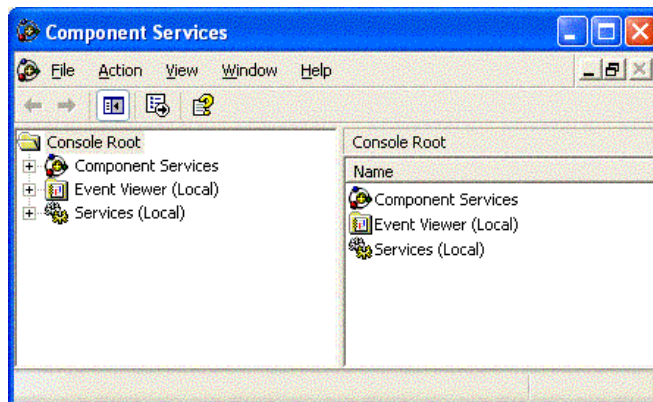 Component Services
File Action View Window Help
Console Root
Component Services
Event Viewer (Local)
Services (Local)
Console Root
Name
Component Services
Event Viewer (Local)
Services (Local)